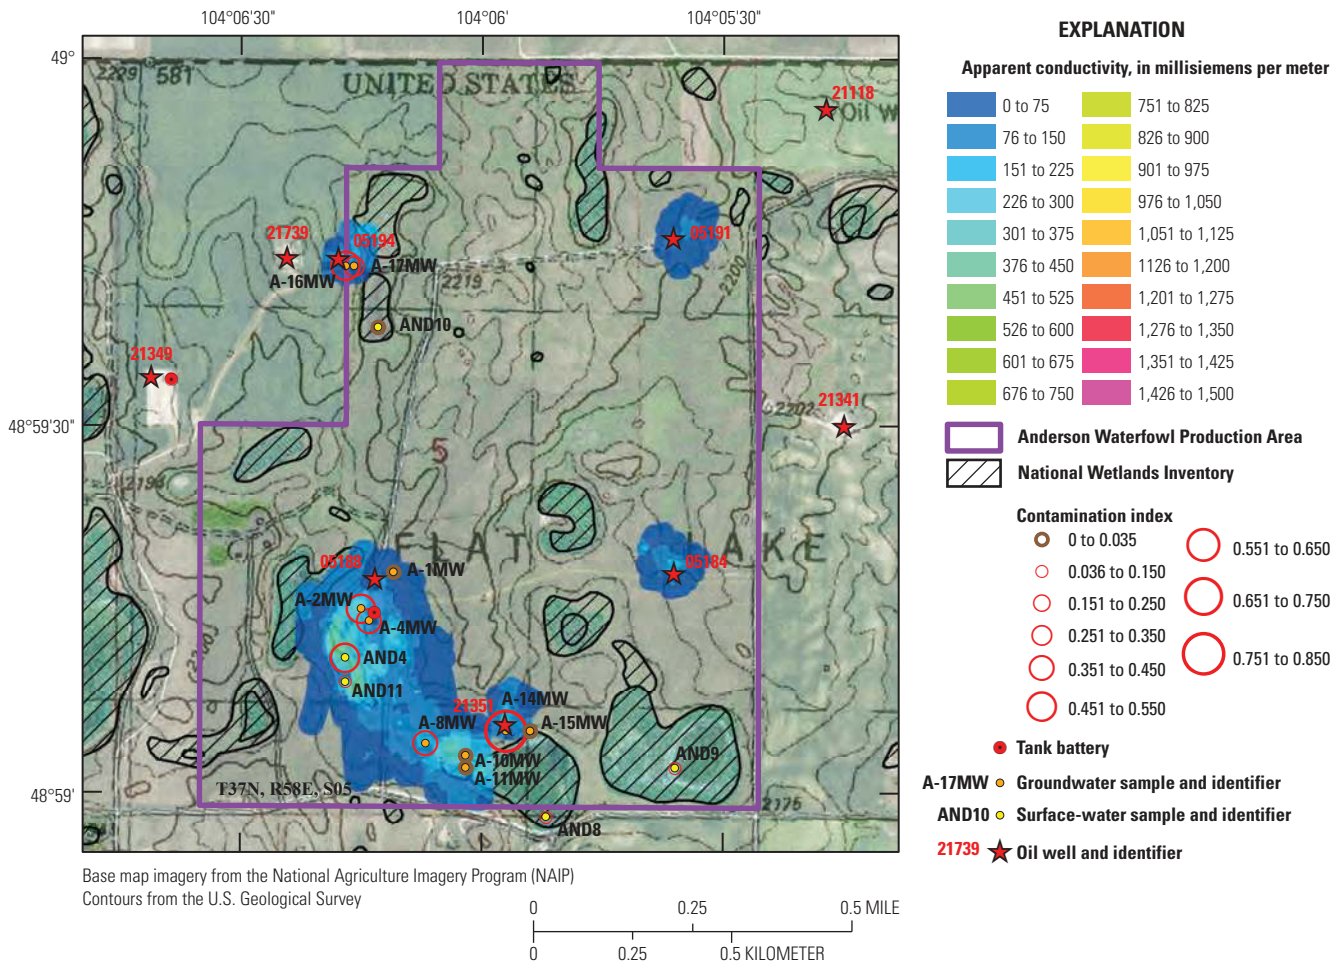 104°06'30"
104°06'
104°05'30"
49°
48°59'30"
48°59'
2229
581
UNITED STATES
21118
Oil W
21739
05194
A-16MW
A-17MW
2219
05191
2200
AND10
21349
21341
2202
5
2196
FLAT LAKE
05188
A-1MW
05184
A-2MW
A-4MW
AND4
AND11
21351
A-14MW
A-8MW
A-15MW
A-10MW
A-11MW
AND9
T37N, R58E, S05
2175
AND8
EXPLANATION
Apparent conductivity, in millisiemens per meter
0 to 75
76 to 150
151 to 225
226 to 300
301 to 375
376 to 450
451 to 525
526 to 600
601 to 675
676 to 750
751 to 825
826 to 900
901 to 975
976 to 1,050
1,051 to 1,125
1126 to 1,200
1,201 to 1,275
1,276 to 1,350
1,351 to 1,425
1,426 to 1,500
Anderson Waterfowl Production Area
National Wetlands Inventory
Contamination index
0 to 0.035
0.036 to 0.150
0.151 to 0.250
0.251 to 0.350
0.351 to 0.450
0.451 to 0.550
0.551 to 0.650
0.651 to 0.750
0.751 to 0.850
Tank battery
A-17MW Groundwater sample and identifier
AND10 Surface-water sample and identifier
21739 Oil well and identifier
Base map imagery from the National Agriculture Imagery Program (NAIP)
Contours from the U.S. Geological Survey
0 0.25 0.5 MILE
0 0.25 0.5 KILOMETER